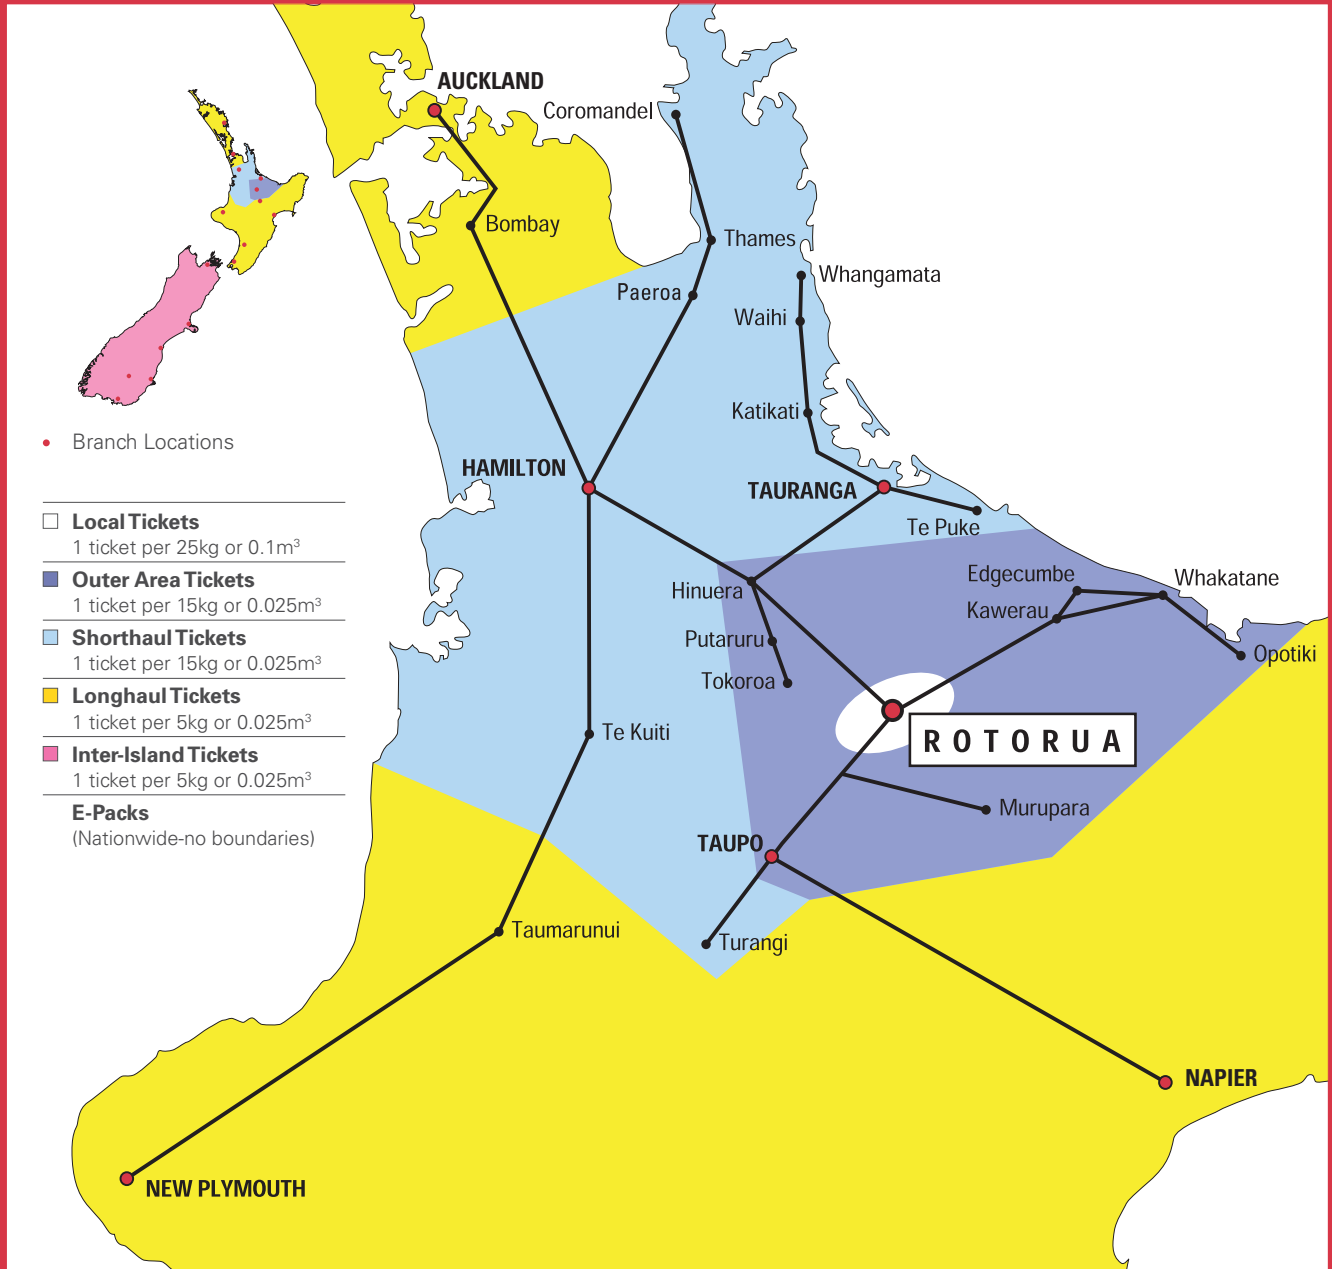 AUCKLAND
Coromandel
Bombay
Thames
Whangamata
Paeroa
Waihi
Katikati
Branch Locations
HAMILTON
TAURANGA
Te Puke
Local Tickets
1 ticket per 25kg or 0.1m³
Outer Area Tickets
1 ticket per 15kg or 0.025m³
Shorthaul Tickets
1 ticket per 15kg or 0.025m³
Longhaul Tickets
1 ticket per 5kg or 0.025m³
Inter-Island Tickets
1 ticket per 5kg or 0.025m³
E-Packs
(Nationwide-no boundaries)
Hinuera
Edgecumbe
Whakatane
Kawerau
Putaruru
Opotiki
Tokoroa
Te Kuiti
ROTORUA
Murupara
TAUPO
Taumarunui
Turangi
NAPIER
NEW PLYMOUTH